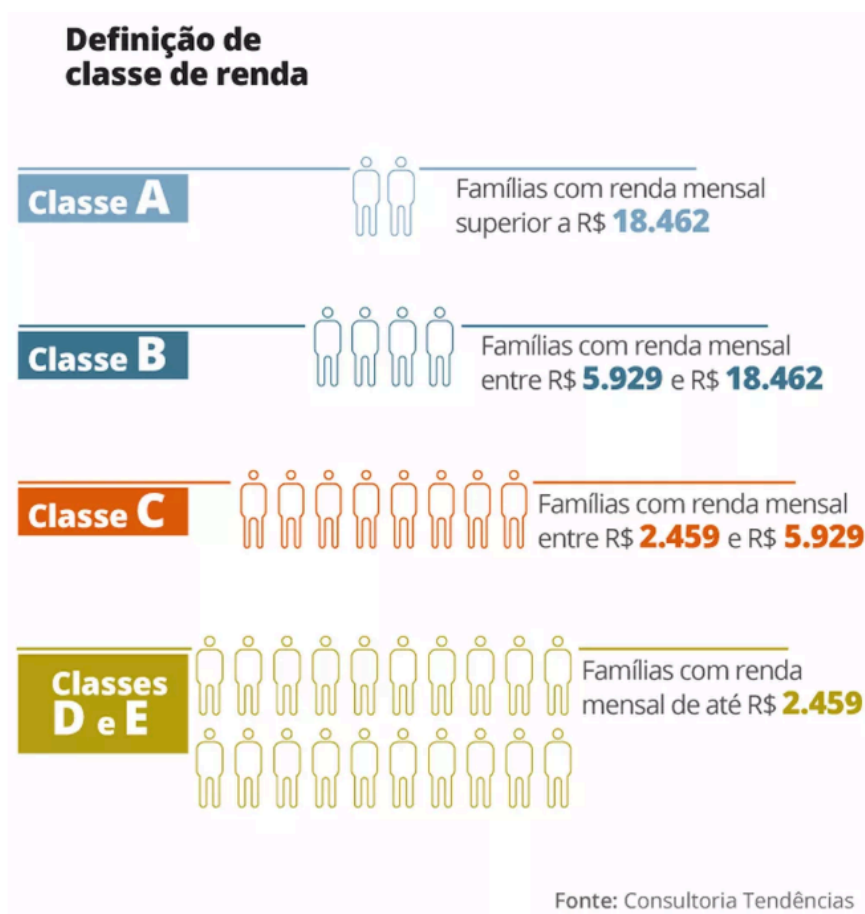 Definição de
classe de renda
Classe A
Famílias com renda mensal
superior a R$ 18.462
Classe B
Famílias com renda mensal
entre R$ 5.929 e R$ 18.462
Classe C
Famílias com renda mensal
entre R$ 2.459 e R$ 5.929
Classes
D e E
Famílias com renda
mensal de até R$ 2.459
Fonte: Consultoria Tendências